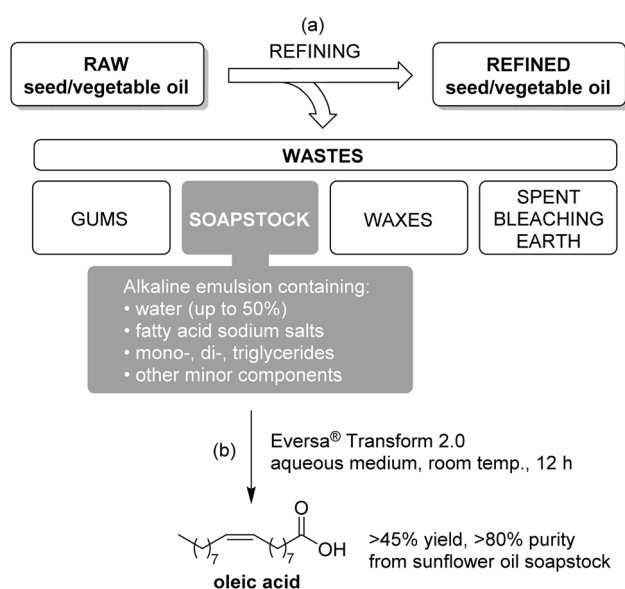 (a)
REFINING
RAW
seed/vegetable oil
REFINED
seed/vegetable oil
WASTES
GUMS
SOAPSTOCK
WAXES
SPENT
BLEACHING
EARTH
Alkaline emulsion containing:
• water (up to 50%)
• fatty acid sodium salts
• mono-, di-, triglycerides
• other minor components
(b)
Eversa® Transform 2.0
aqueous medium, room temp., 12 h
O
( )7
( )7
OH
oleic acid
>45% yield, >80% purity
from sunflower oil soapstock